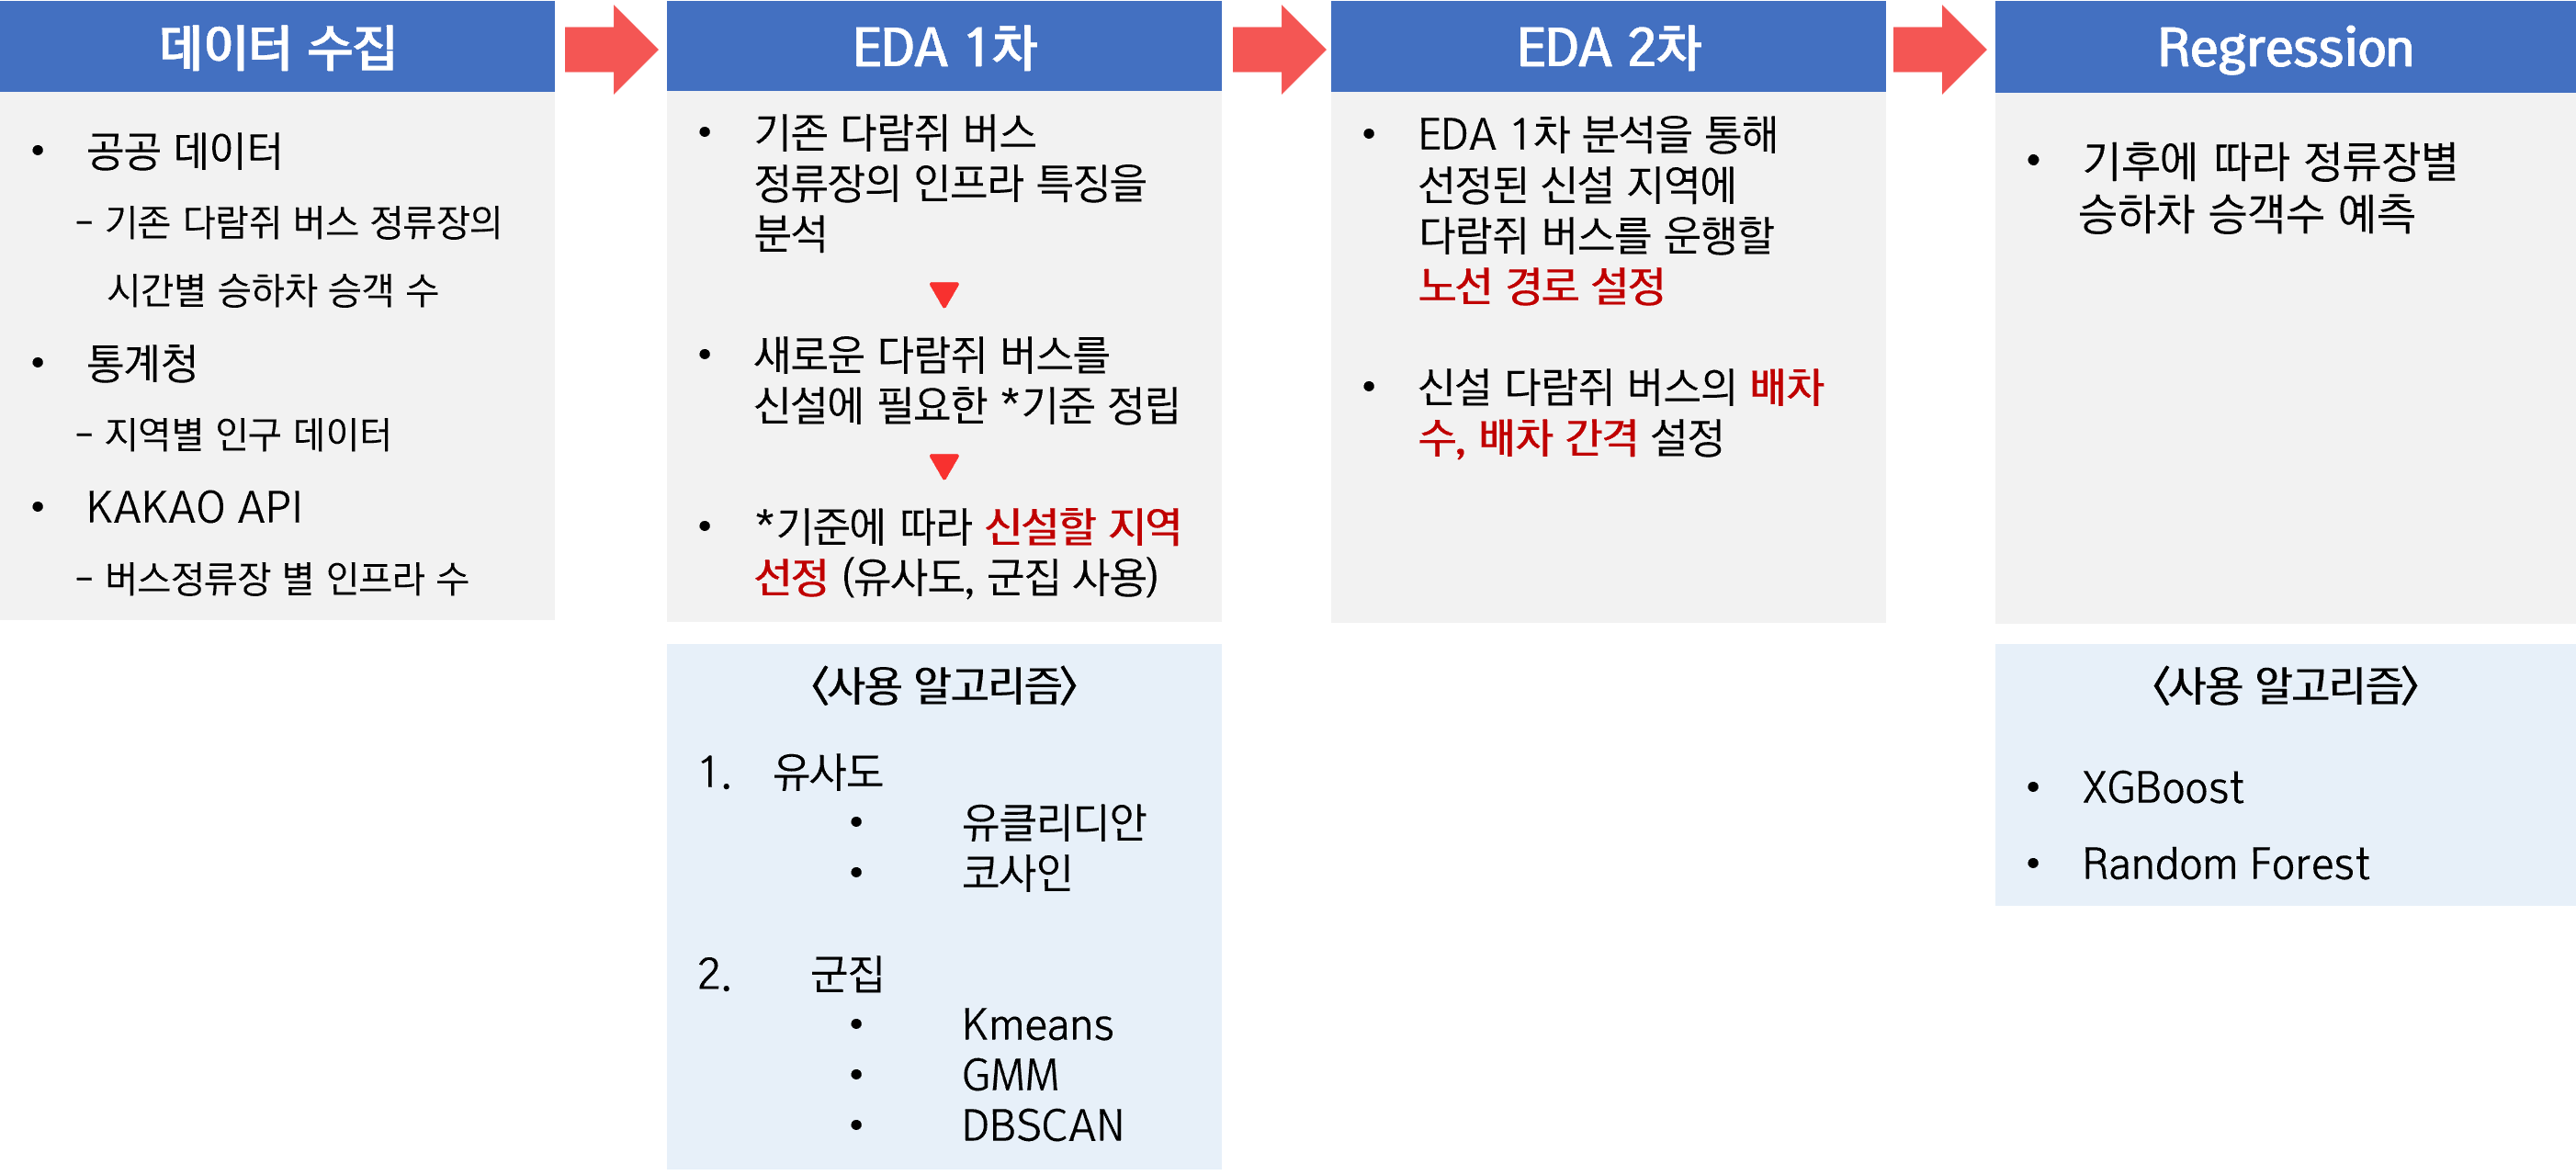 데이터 수집
• 공공 데이터
- 기존 다람쥐 버스 정류장의
시간별 승하차 승객 수
• 통계청
- 지역별 인구 데이터
• KAKAO API
- 버스정류장 별 인프라 수
EDA 1차
• 기존 다람쥐 버스
정류장의 인프라 특징을
분석
• 새로운 다람쥐 버스를
신설에 필요한 *기준 정립
• *기준에 따라 신설할 지역
선정 (유사도, 군집 사용)
<사용 알고리즘>
1. 유사도
• 유클리디안
• 코사인
2. 군집
• Kmeans
• GMM
• DBSCAN
EDA 2차
• EDA 1차 분석을 통해
선정된 신설 지역에
다람쥐 버스를 운행할
노선 경로 설정
• 신설 다람쥐 버스의 배차
수, 배차 간격 설정
Regression
• 기후에 따라 정류장별
승하차 승객수 예측
<사용 알고리즘>
• XGBoost
• Random Forest